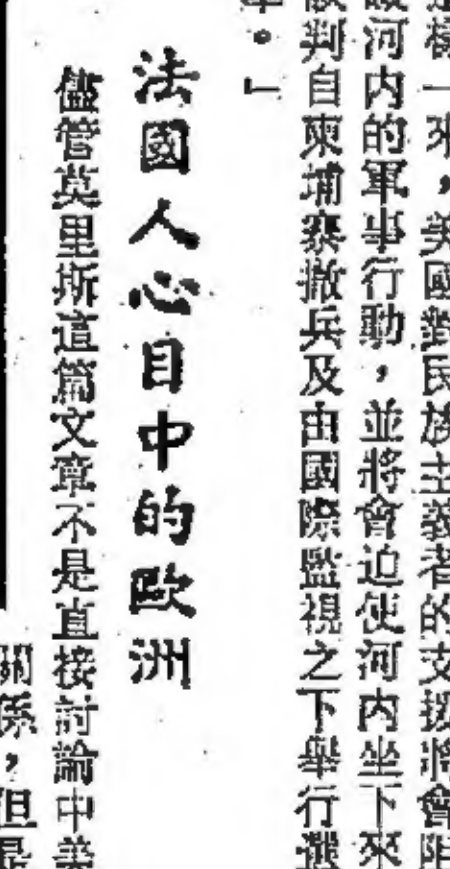 這樣一來，美國對民族主義者的支援將會阻
河内的軍事行動，並將會迫使河内坐下來
談判自柬埔寨撤兵及由國際監視之下舉行選
。」
法國人心目中的歐洲
儘管莫里斯這篇文章不是直接討論中美
關係，但是